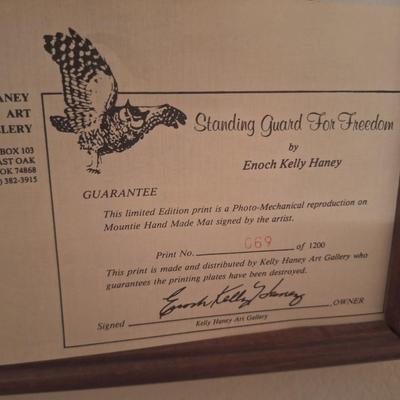 ANEY
ART
LLERY
BOX 103
AST OAK
OK 74868
) 382-3915
Standing Guard For Freedom
by
Enoch Kelly Haney
GUARANTEE
This limited Edition print is a Photo-Mechanical reproduction on
Mountie Hand Made Mat signed by the artist.
Print No. 069 of 1200
This print is made and distributed by Kelly Haney Art Gallery who
guarantees the printing plates have been destroyed.
Enoch Kelly Haney
Signed , OWNER
Kelly Haney Art Gallery